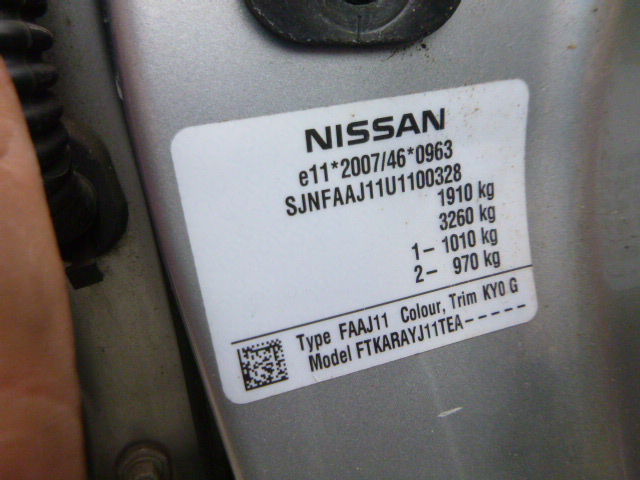 NISSAN
e11*2007/46*0963
SJNFAAJ11U1100328
1910 kg
3260 kg
1– 1010 kg
2– 970 kg
Type FAAJ11 Colour, Trim KY0 G
Model FTKARAYJ11TEA-----